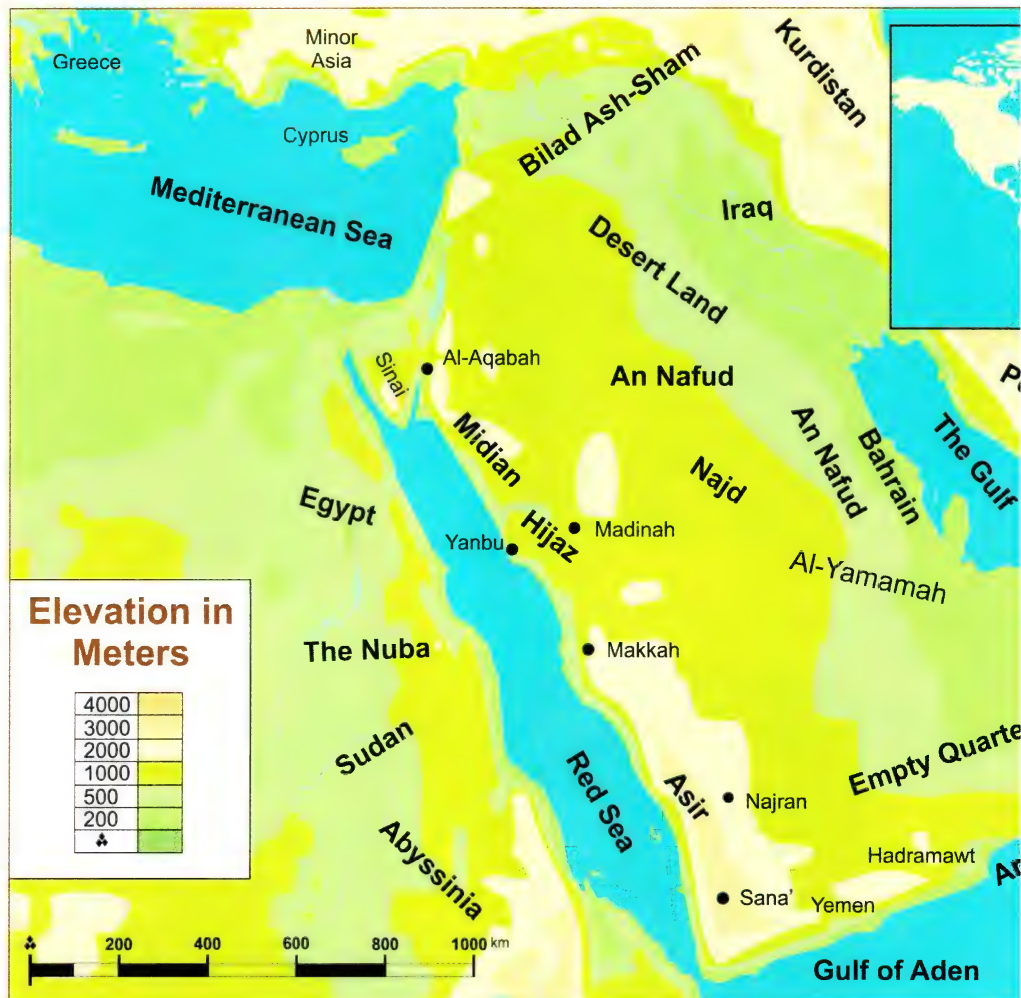 Greece
Minor
Asia
Kurdistan
Bilad Ash-Sham
Cyprus
Mediterranean Sea
Iraq
Desert Land
Sinai
Al-Aqabah
An Nafud
The Gulf
Midian
An Nafud
Bahrain
Najd
Egypt
Hijaz
Madinah
Yanbu
Al-Yamamah
Elevation in
Meters
4000
3000
2000
1000
500
200
The Nuba
Makkah
Sudan
Red Sea
Asir
Najran
Empty Quarte
Abyssinia
Hadramawt
Ar
Sana'
Yemen
200 400 600 800 1000 km
Gulf of Aden